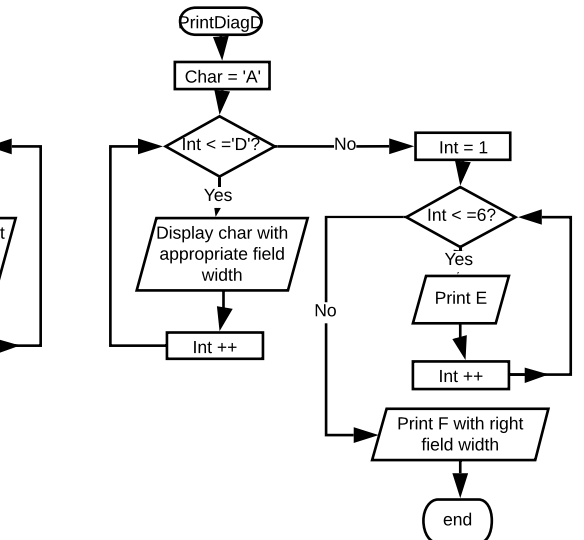 PrintDiagD
Char = 'A'
Int < ='D'?
No
Int = 1
Yes
Int < =6?
t
Display char with
appropriate field
width
Yes
Print E
No
Int ++
Int ++
Print F with right
field width
end